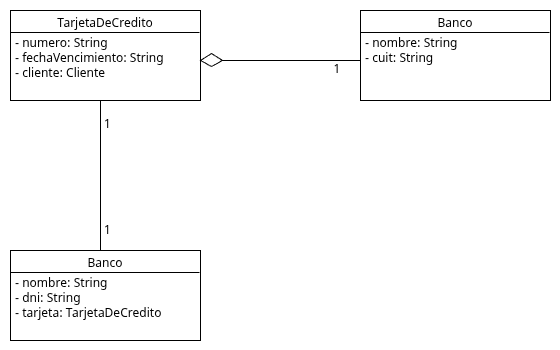 TarjetaDeCredito
- numero: String
- fechaVencimiento: String
- cliente: Cliente
Banco
- nombre: String
- cuit: String
1
1
1
Banco
- nombre: String
- dni: String
- tarjeta: TarjetaDeCredito